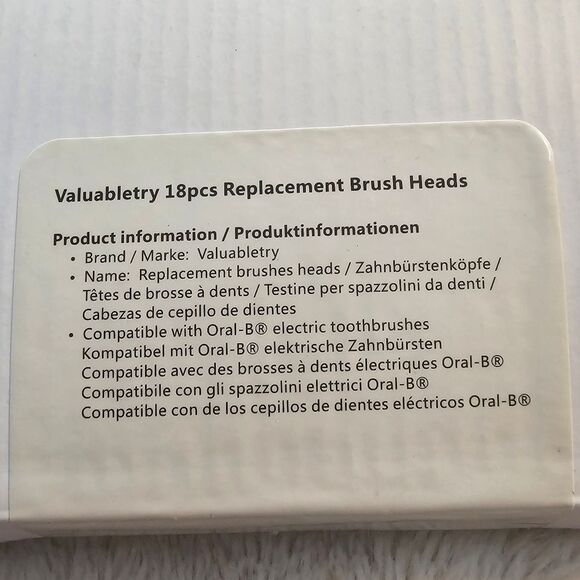 Valuabletry 18pcs Replacement Brush Heads
Product information / Produktinformationen
• Brand / Marke: Valuabletry
• Name: Replacement brushes heads / Zahnbürstenköpfe /
Têtes de brosse à dents / Testine per spazzolini da denti /
Cabezas de cepillo de dientes
• Compatible with Oral-B® electric toothbrushes
Kompatibel mit Oral-B® elektrische Zahnbürsten
Compatible avec des brosses à dents électriques Oral-B®
Compatibile con gli spazzolini elettrici Oral-B®
Compatible con de los cepillos de dientes eléctricos Oral-B®